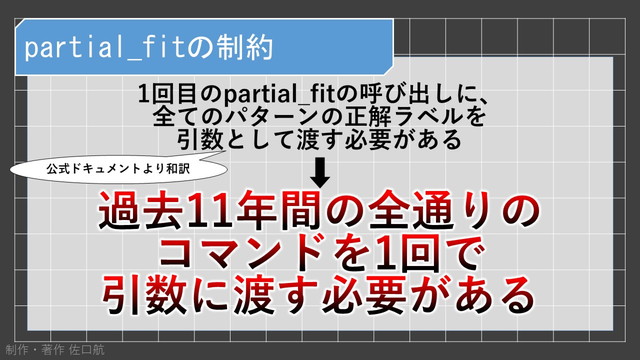 partial_fitの制約
1回目のpartial_fitの呼び出しに、
全てのパターンの正解ラベルを
引数として渡す必要がある
公式ドキュメントより和訳
過去11年間の全通りの
コマンドを1回で
引数に渡す必要がある
制作・著作 佐口航